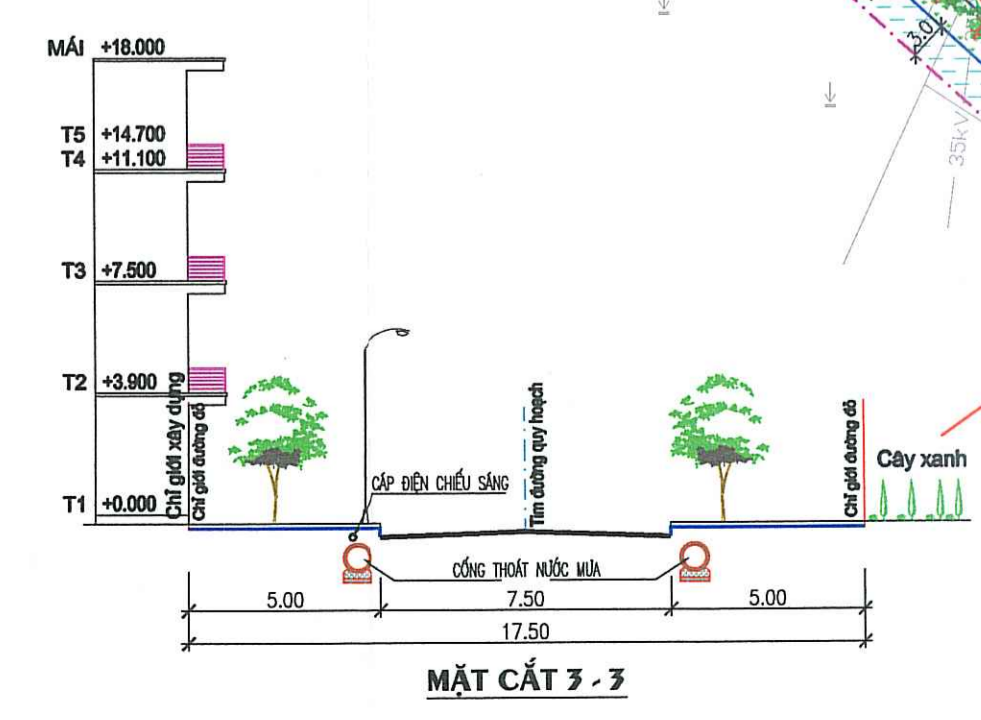 MÁI +18.000
3.0
T5 +14.700
T4 +11.100
35kV
T3 +7.500
T2 +3.900
Chỉ giới xây dựng
Chỉ giới đường đỏ
Tim đường quy hoạch
Chỉ giới đường đỏ
Cây xanh
CÁP ĐIỆN CHIẾU SÁNG
T1 +0.000
CỐNG THOÁT NƯỚC MƯA
5.00 7.50 5.00
17.50
MẶT CẮT 3 - 3